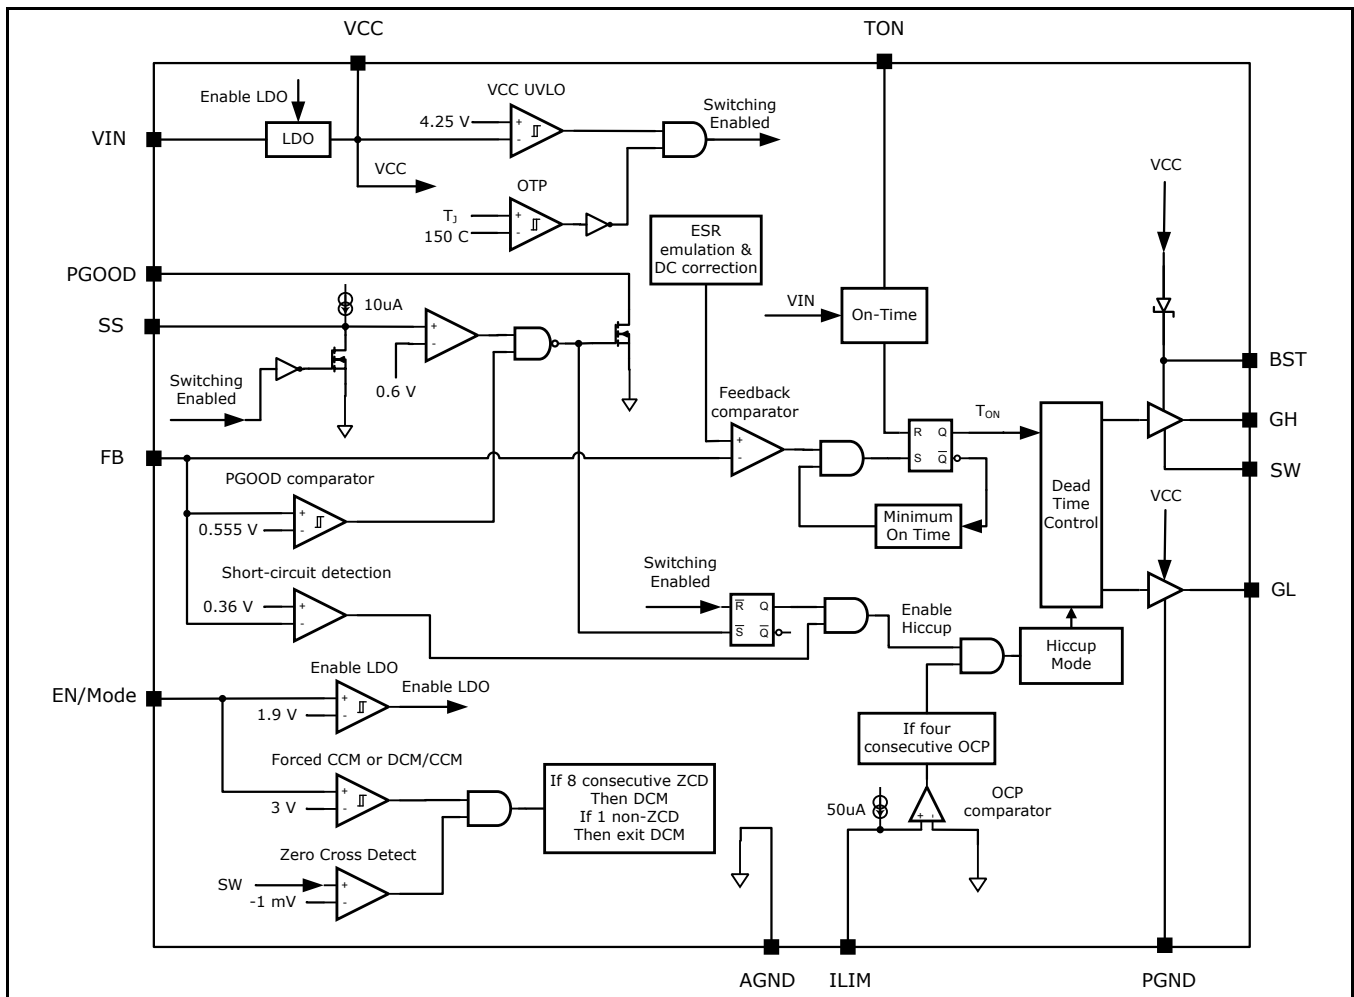 VCC
TON
Enable LDO
VCC UVLO
Switching
Enabled
4.25 V
+
-
VIN
LDO
VCC
VCC
OTP
TJ
150 C
+
-
ESR
emulation &
DC correction
PGOOD
10uA
VIN
On-Time
SS
+
-
0.6 V
BST
Switching
Enabled
Feedback
comparator
TON
GH
R Q
S Q
+
-
FB
SW
PGOOD comparator
Dead
Time
Control
VCC
0.555 V
+
-
Minimum
On Time
Short-circuit detection
Switching
Enabled
GL
0.36 V
+
-
R Q
S Q
Enable
Hiccup
Hiccup
Mode
Enable LDO
EN/Mode
Enable LDO
+
-
1.9 V
If four
consecutive OCP
Forced CCM or DCM/CCM
If 8 consecutive ZCD
Then DCM
If 1 non-ZCD
Then exit DCM
+
-
3 V
50uA
OCP
comparator
+ -
Zero Cross Detect
SW
+
-
-1 mV
AGND
ILIM
PGND